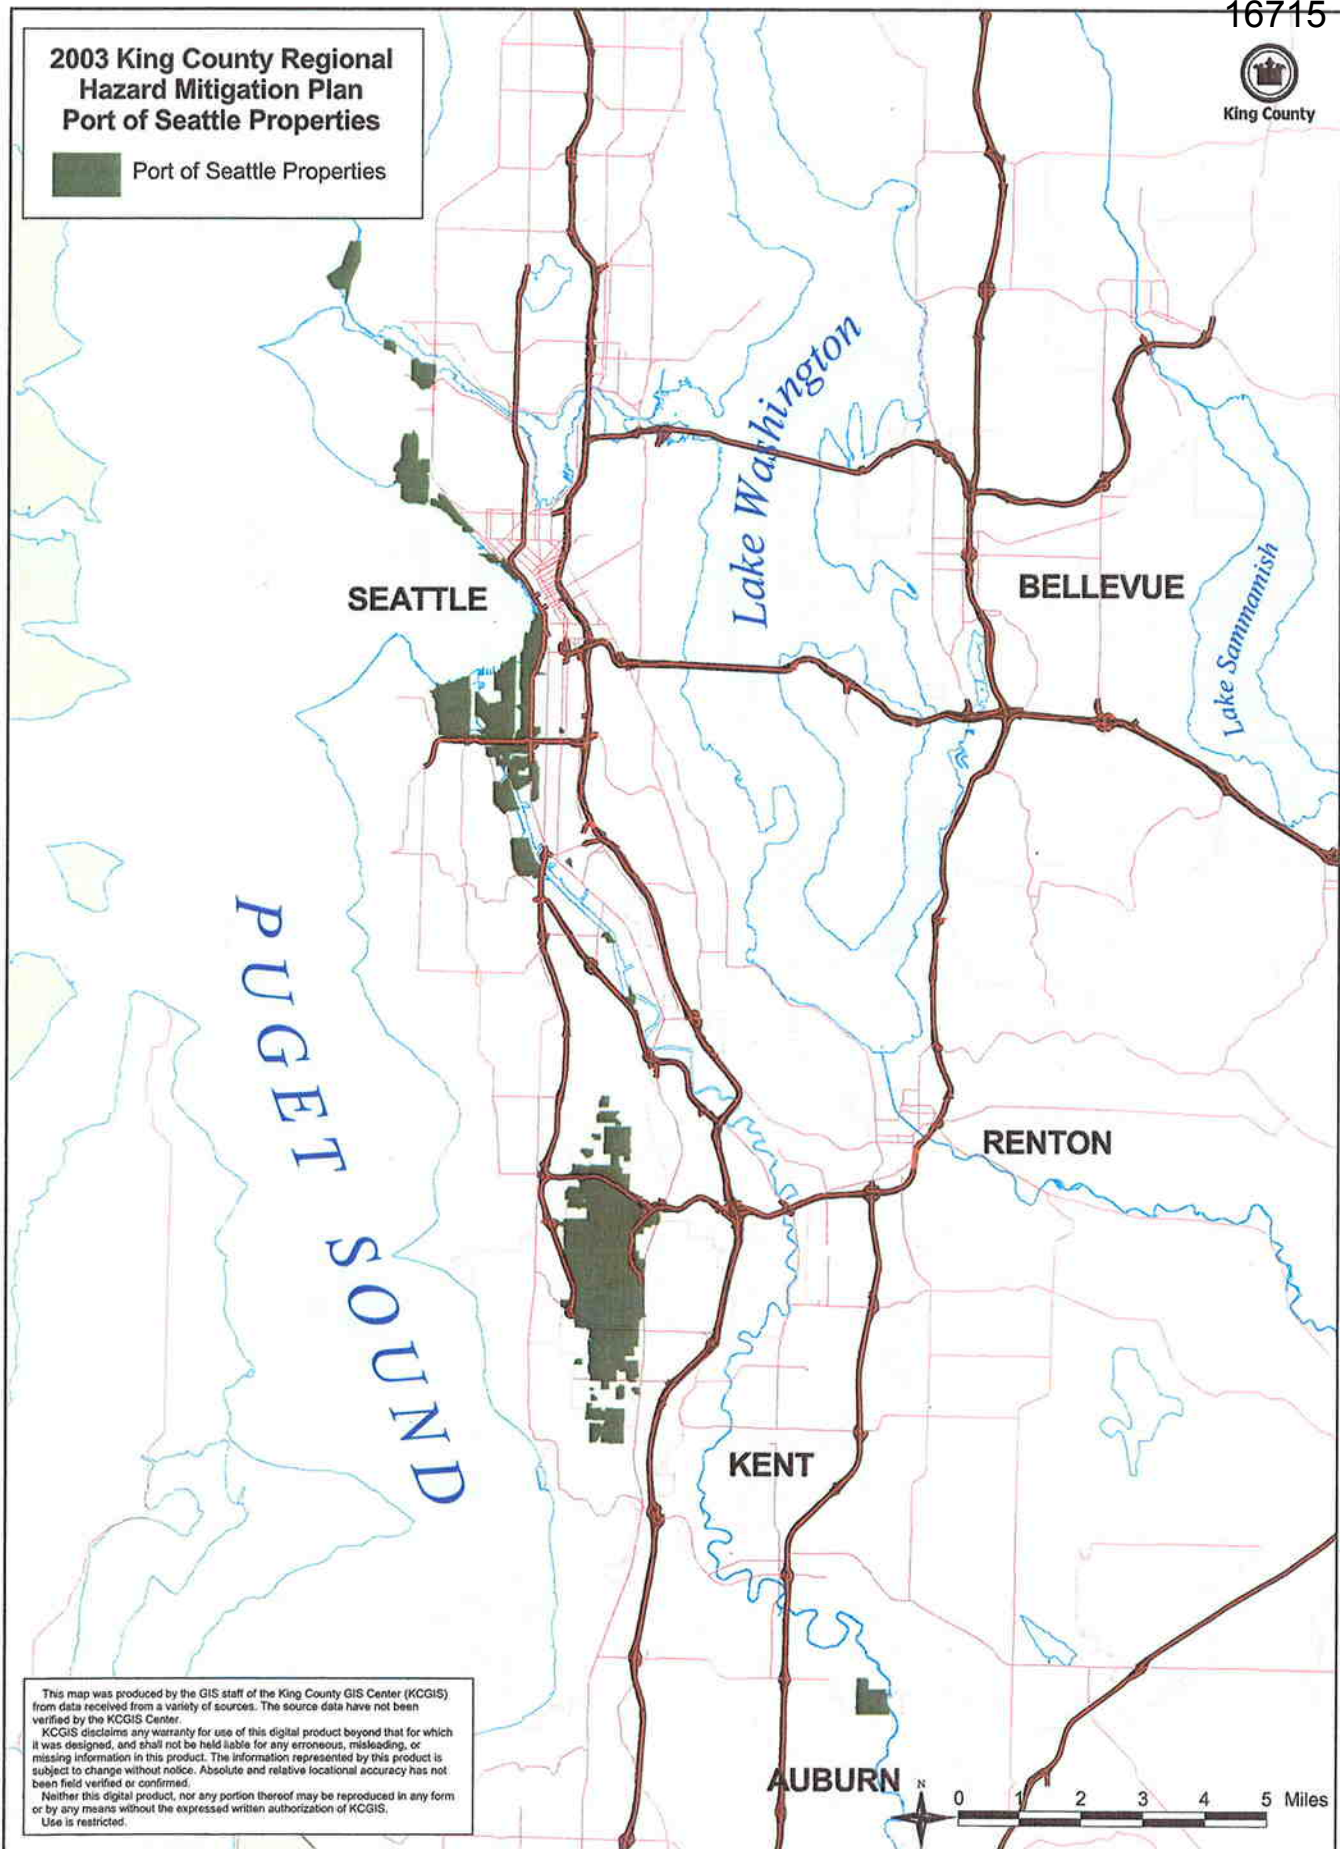 16715
2003 King County Regional
Hazard Mitigation Plan
Port of Seattle Properties
Port of Seattle Properties
King County
Lake Washington
SEATTLE
BELLEVUE
Lake Sammamish
PUGET SOUND
RENTON
KENT
AUBURN
N
0 1 2 3 4 5 Miles
This map was produced by the GIS staff of the King County GIS Center (KCGIS)
from data received from a variety of sources. The source data have not been
verified by the KCGIS Center.
KCGIS disclaims any warranty for use of this digital product beyond that for which
it was designed, and shall not be held liable for any erroneous, misleading, or
missing information in this product. The information represented by this product is
subject to change without notice. Absolute and relative locational accuracy has not
been field verified or confirmed.
Neither this digital product, nor any portion thereof may be reproduced in any form
or by any means without the expressed written authorization of KCGIS.
Use is restricted.